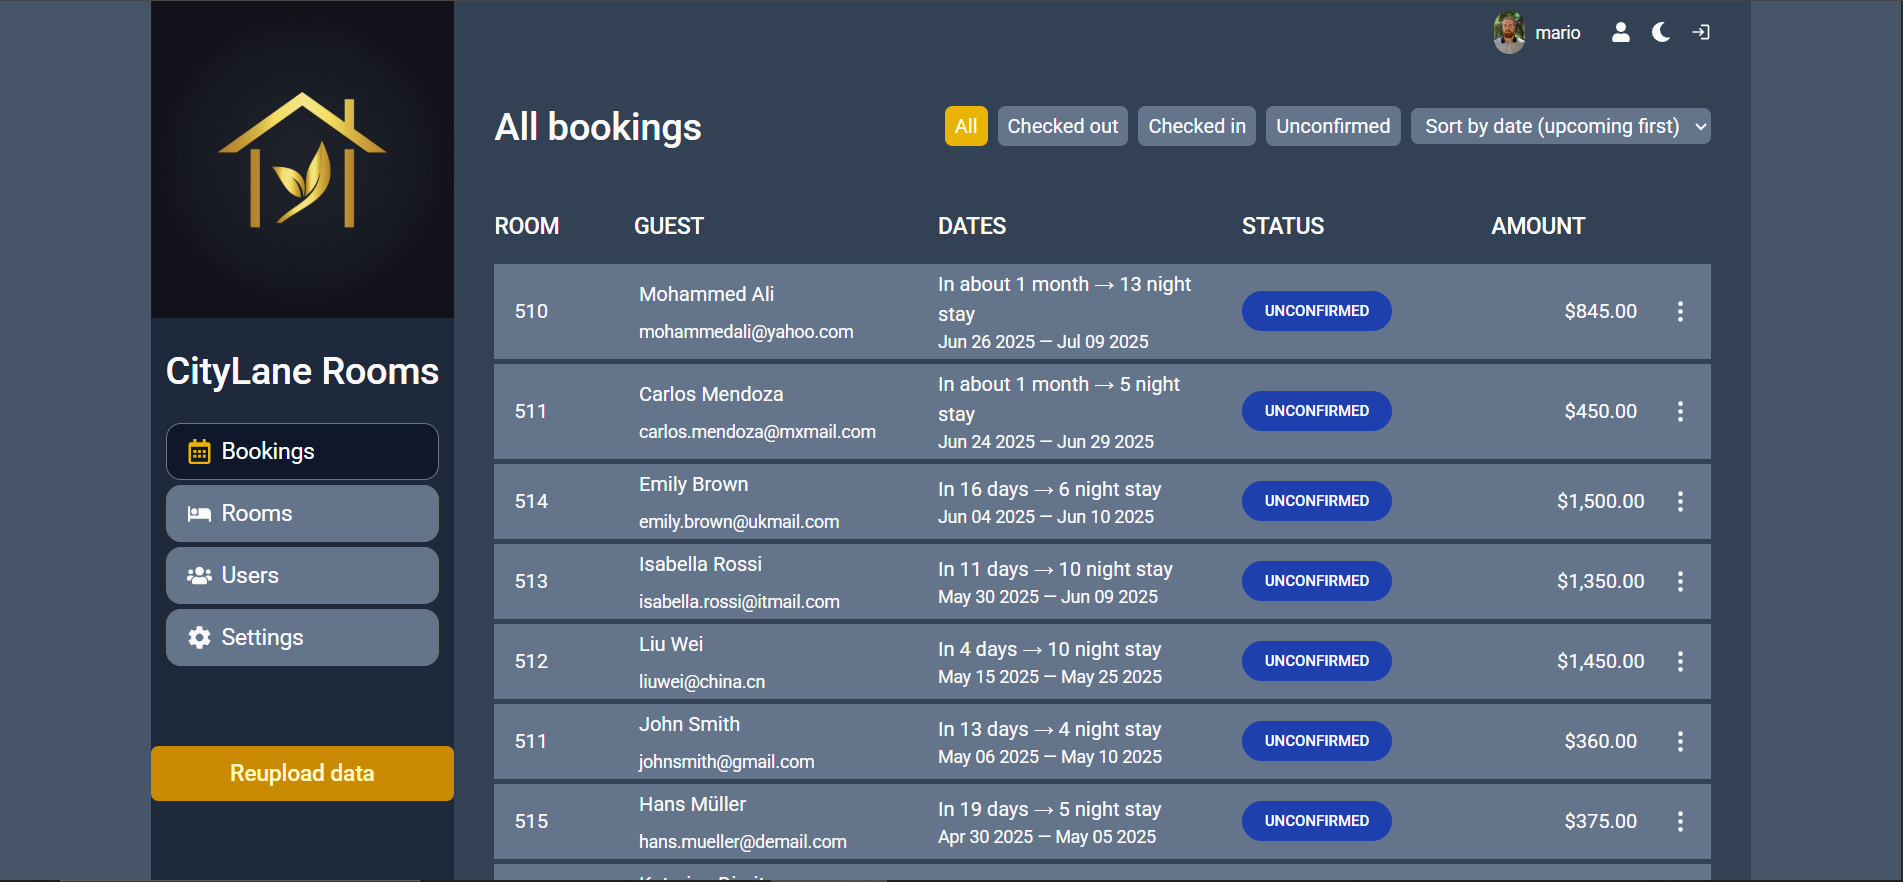 mario
All bookings
All
Checked out
Checked in
Unconfirmed
Sort by date (upcoming first)
CityLane Rooms
Bookings
Rooms
Users
Settings
Reupload data
ROOM GUEST DATES STATUS AMOUNT
510
Mohammed Ali
mohammedali@yahoo.com
In about 1 month → 13 night
stay
Jun 26 2025 — Jul 09 2025
UNCONFIRMED
$845.00
511
Carlos Mendoza
carlos.mendoza@mxmail.com
In about 1 month → 5 night
stay
Jun 24 2025 — Jun 29 2025
UNCONFIRMED
$450.00
514
Emily Brown
emily.brown@ukmail.com
In 16 days → 6 night stay
Jun 04 2025 — Jun 10 2025
UNCONFIRMED
$1,500.00
513
Isabella Rossi
isabella.rossi@itmail.com
In 11 days → 10 night stay
May 30 2025 — Jun 09 2025
UNCONFIRMED
$1,350.00
512
Liu Wei
liuwei@china.cn
In 4 days → 10 night stay
May 15 2025 — May 25 2025
UNCONFIRMED
$1,450.00
511
John Smith
johnsmith@gmail.com
In 13 days → 4 night stay
May 06 2025 — May 10 2025
UNCONFIRMED
$360.00
515
Hans Müller
hans.mueller@demail.com
In 19 days → 5 night stay
Apr 30 2025 — May 05 2025
UNCONFIRMED
$375.00